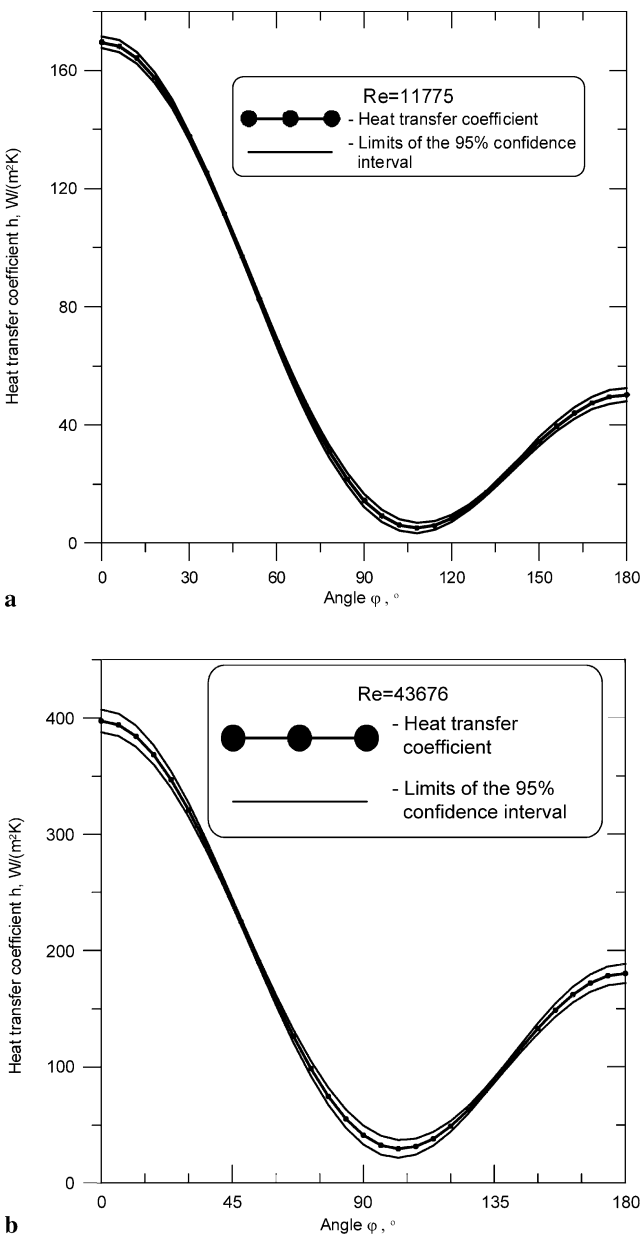 160
120
80
40
0
Heat transfer coefficient h, W/(m²K)
Re=11775
- Heat transfer coefficient
- Limits of the 95% confidence
interval
0 30 60 90 120 150 180
Angle φ , °
a
400
300
200
100
0
Heat transfer coefficient h, W/(m²K)
Re=43676
- Heat transfer
coefficient
- Limits of the 95%
confidence interval
0 45 90 135 180
Angle φ , °
b